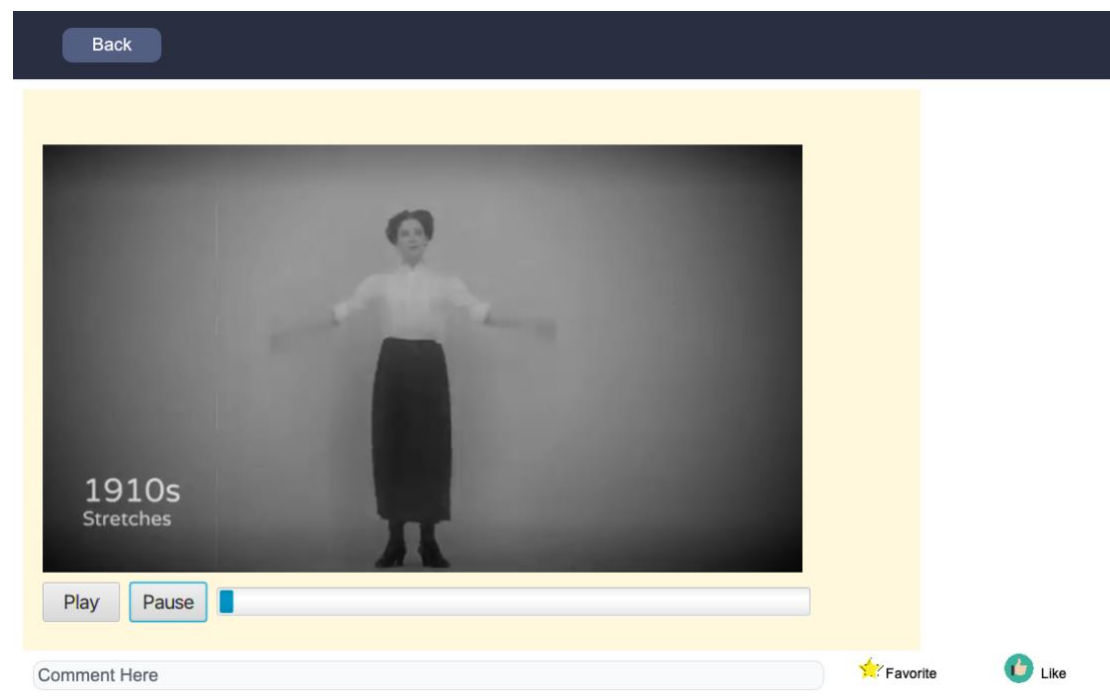 Back
1910s
Stretches
Play Pause
Comment Here
Favorite
Like